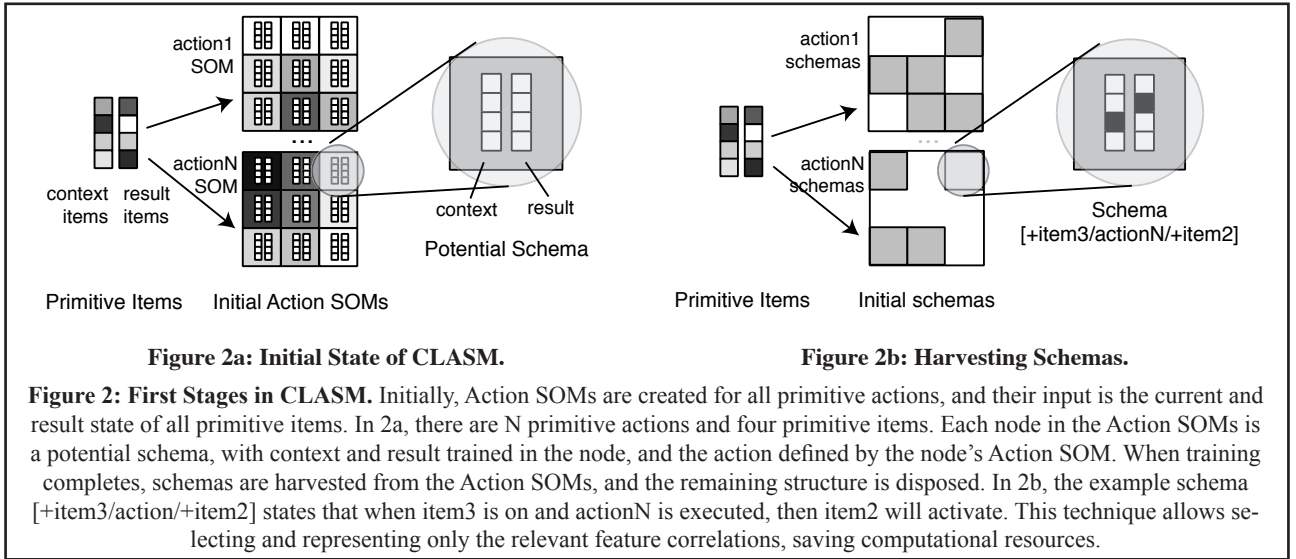 action1
SOM
...
actionN
SOM
context
items
result
items
context
result
Potential Schema
Primitive Items
Initial Action SOMs
Figure 2a: Initial State of CLASM.
action1
schemas
...
actionN
schemas
Schema
[+item3/actionN/+item2]
Primitive Items
Initial schemas
Figure 2b: Harvesting Schemas.
Figure 2: First Stages in CLASM. Initially, Action SOMs are created for all primitive actions, and their input is the current and
result state of all primitive items. In 2a, there are N primitive actions and four primitive items. Each node in the Action SOMs is
a potential schema, with context and result trained in the node, and the action defined by the node's Action SOM. When training
completes, schemas are harvested from the Action SOMs, and the remaining structure is disposed. In 2b, the example schema
[+item3/action/+item2] states that when item3 is on and actionN is executed, then item2 will activate. This technique allows se-
lecting and representing only the relevant feature correlations, saving computational resources.